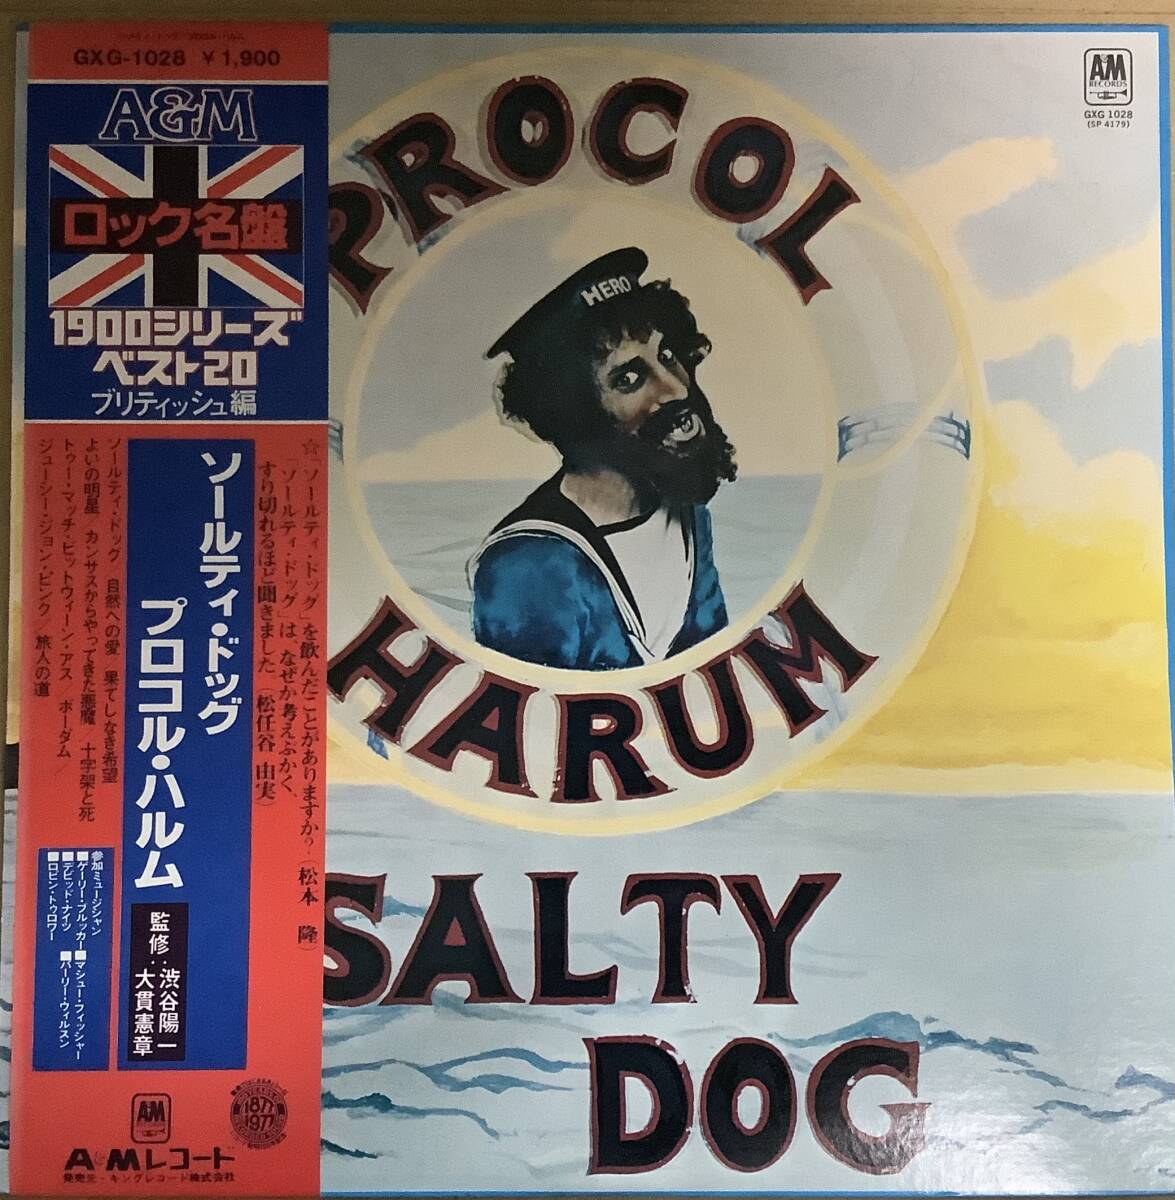 GXG-1028 ¥1,900
A&M
ロック名盤
1900シリーズ
ベスト20
ブリティッシュ編
☆「ソールティ・ドッグ」を飲んだことがありますか?(松本 隆)
「ソールティ・ドッグ」は、なぜか考えぶかく、
すり切れるほど聞きました。(松任谷 由実)
ソールティ・ドッグ
プロコル・ハルム
監修:渋谷陽一
大貫憲章
ソールティ・ドッグ/自然への愛/果てしなき希望
よいの明星/カンサスからやってきた悪魔/十字架と死
トゥー・マッチ・ビットウィーン・アス/ボーダム/
ジューシー・ジョン・ピンク/旅人の道
参加ミュージシャン
■ゲーリー・ブルッカー■マシュー・フィッシャー
■デビッド・ナイツ ■バーリー・ウィルスン
■ロビン・トゥロワー
A&M
1877
1977
A&Mレコード
発売元・キングレコード株式会社
A&M
RECORDS
GXG 1028
(SP 4179)
PROCOL
HERO
HARUM
SALTY
DOG